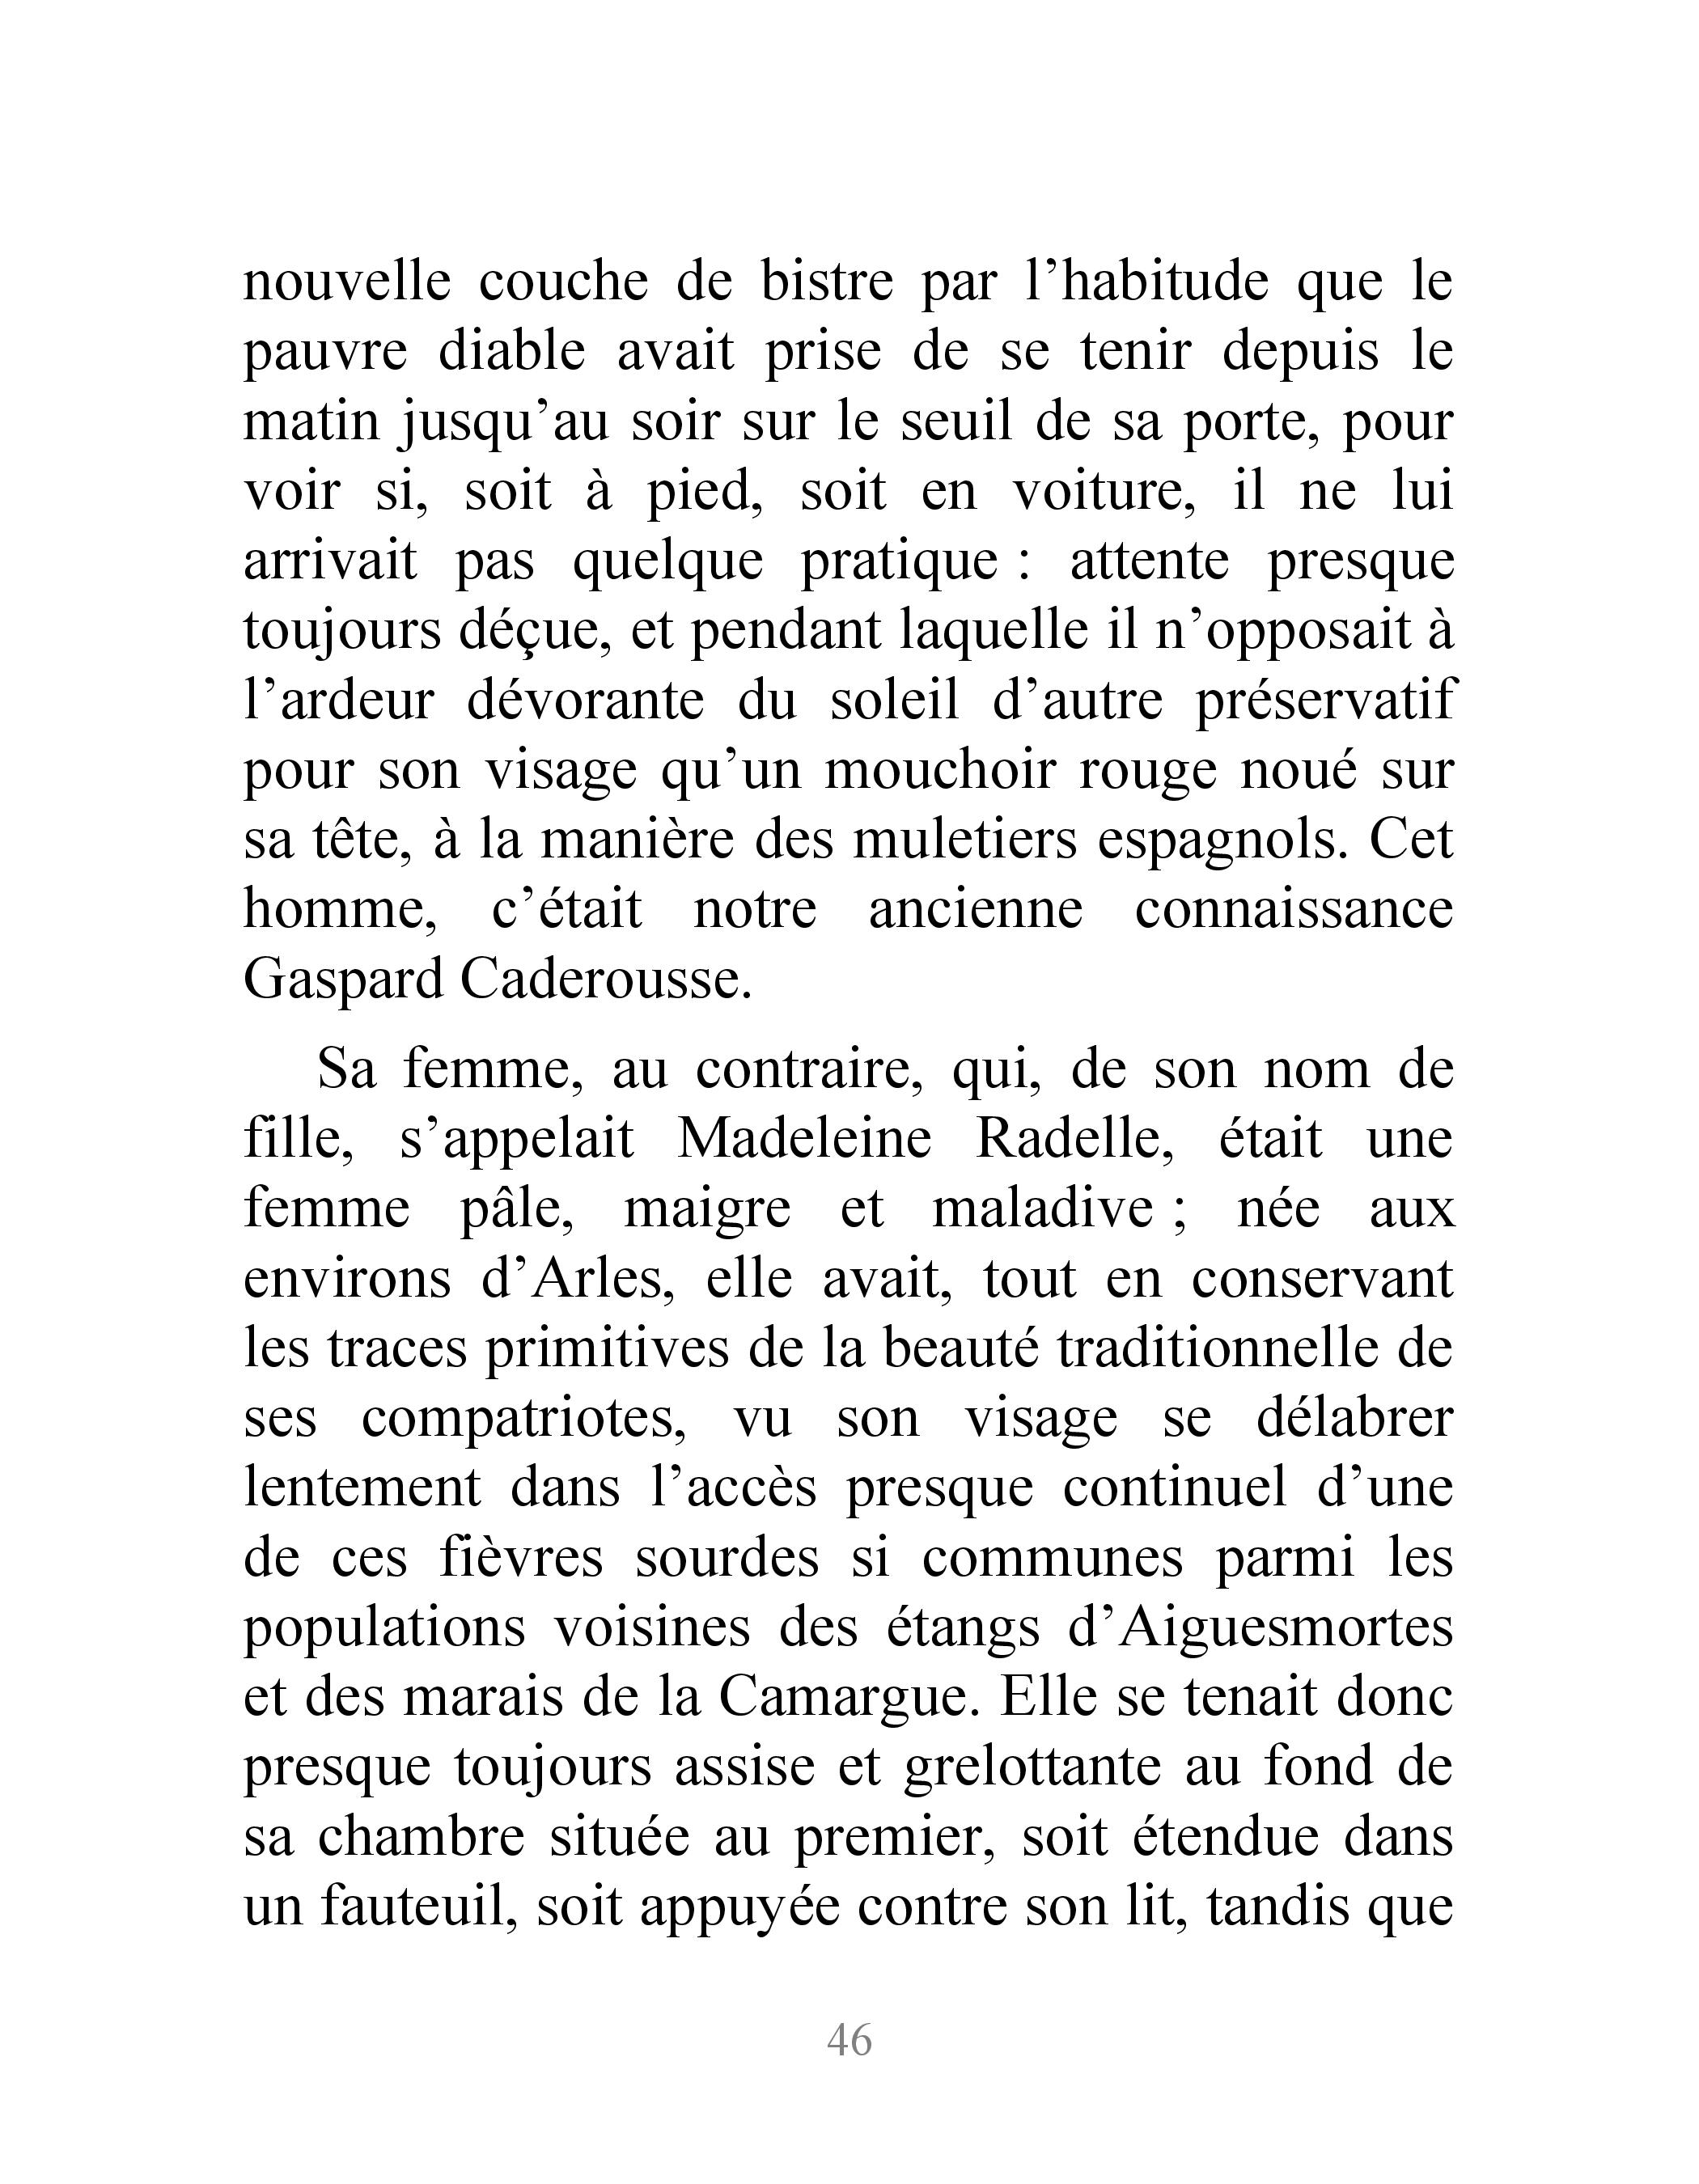 nouvelle couche de bistre par l’habitude que le
pauvre diable avait prise de se tenir depuis le
matin jusqu’au soir sur le seuil de sa porte, pour
voir si, soit à pied, soit en voiture, il ne lui
arrivait pas quelque pratique : attente presque
toujours déçue, et pendant laquelle il n’opposait à
l’ardeur dévorante du soleil d’autre préservatif
pour son visage qu’un mouchoir rouge noué sur
sa tête, à la manière des muletiers espagnols. Cet
homme, c’était notre ancienne connaissance
Gaspard Caderousse.
Sa femme, au contraire, qui, de son nom de
fille, s’appelait Madeleine Radelle, était une
femme pâle, maigre et maladive ; née aux
environs d’Arles, elle avait, tout en conservant
les traces primitives de la beauté traditionnelle de
ses compatriotes, vu son visage se délabrer
lentement dans l’accès presque continuel d’une
de ces fièvres sourdes si communes parmi les
populations voisines des étangs d’Aiguesmortes
et des marais de la Camargue. Elle se tenait donc
presque toujours assise et grelottante au fond de
sa chambre située au premier, soit étendue dans
un fauteuil, soit appuyée contre son lit, tandis que
46